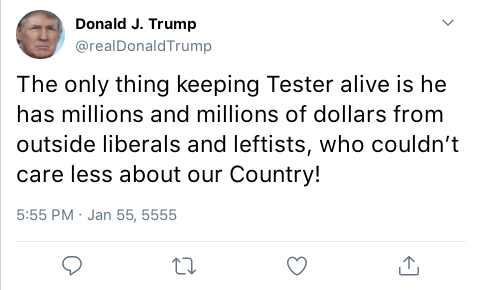 Donald J. Trump
@realDonaldTrump
The only thing keeping Tester alive is he
has millions and millions of dollars from
outside liberals and leftists, who couldn’t
care less about our Country!
5:55 PM · Jan 55, 5555